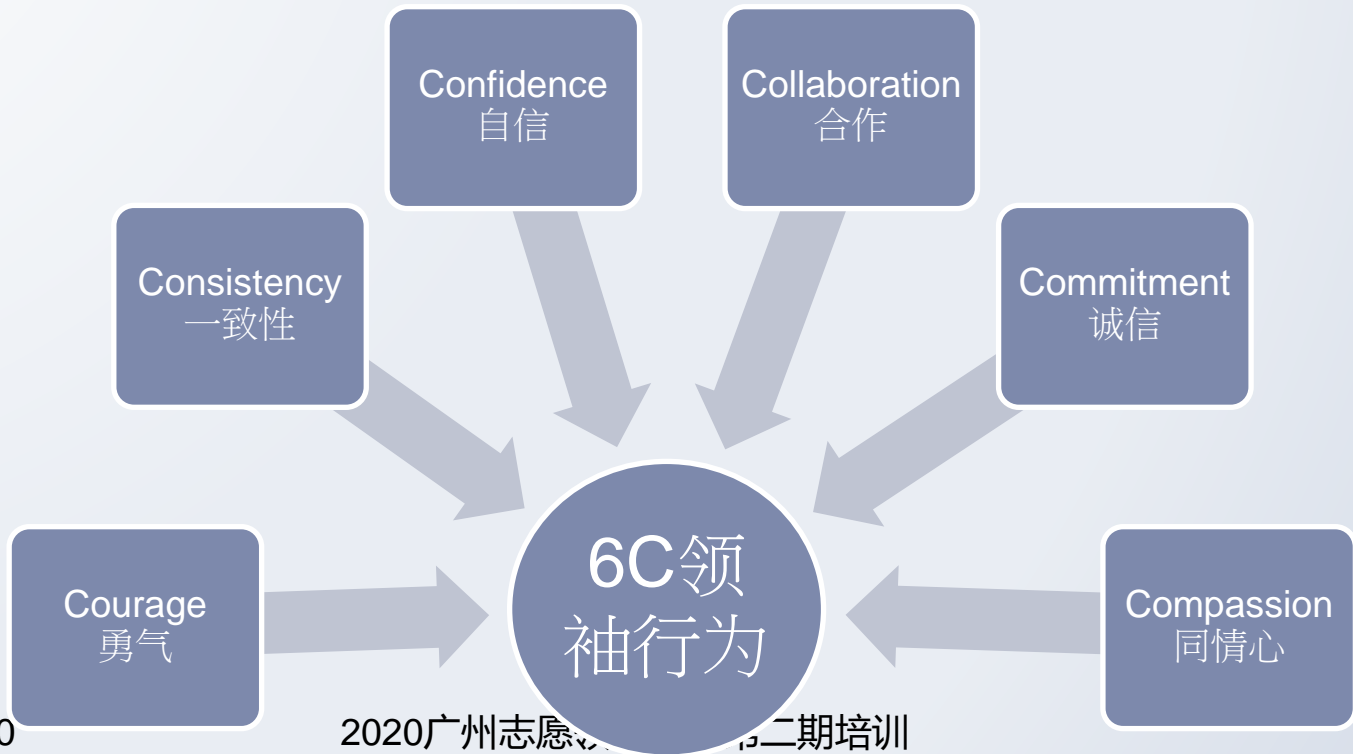 Confidence
自信
Collaboration
合作
Consistency
一致性
Commitment
诚信
Courage
勇气
6C领
袖行为
Compassion
同情心
0
2020广州志愿 二期培训